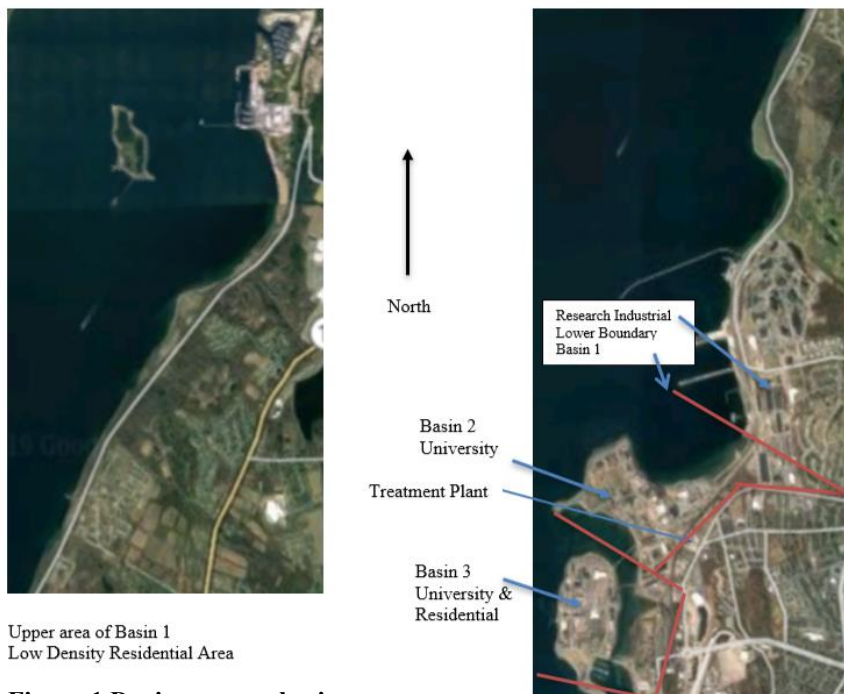 North
Research Industrial
Lower Boundary
Basin 1
Basin 2
University
Treatment Plant
Basin 3
University &
Residential
Upper area of Basin 1
Low Density Residential Area